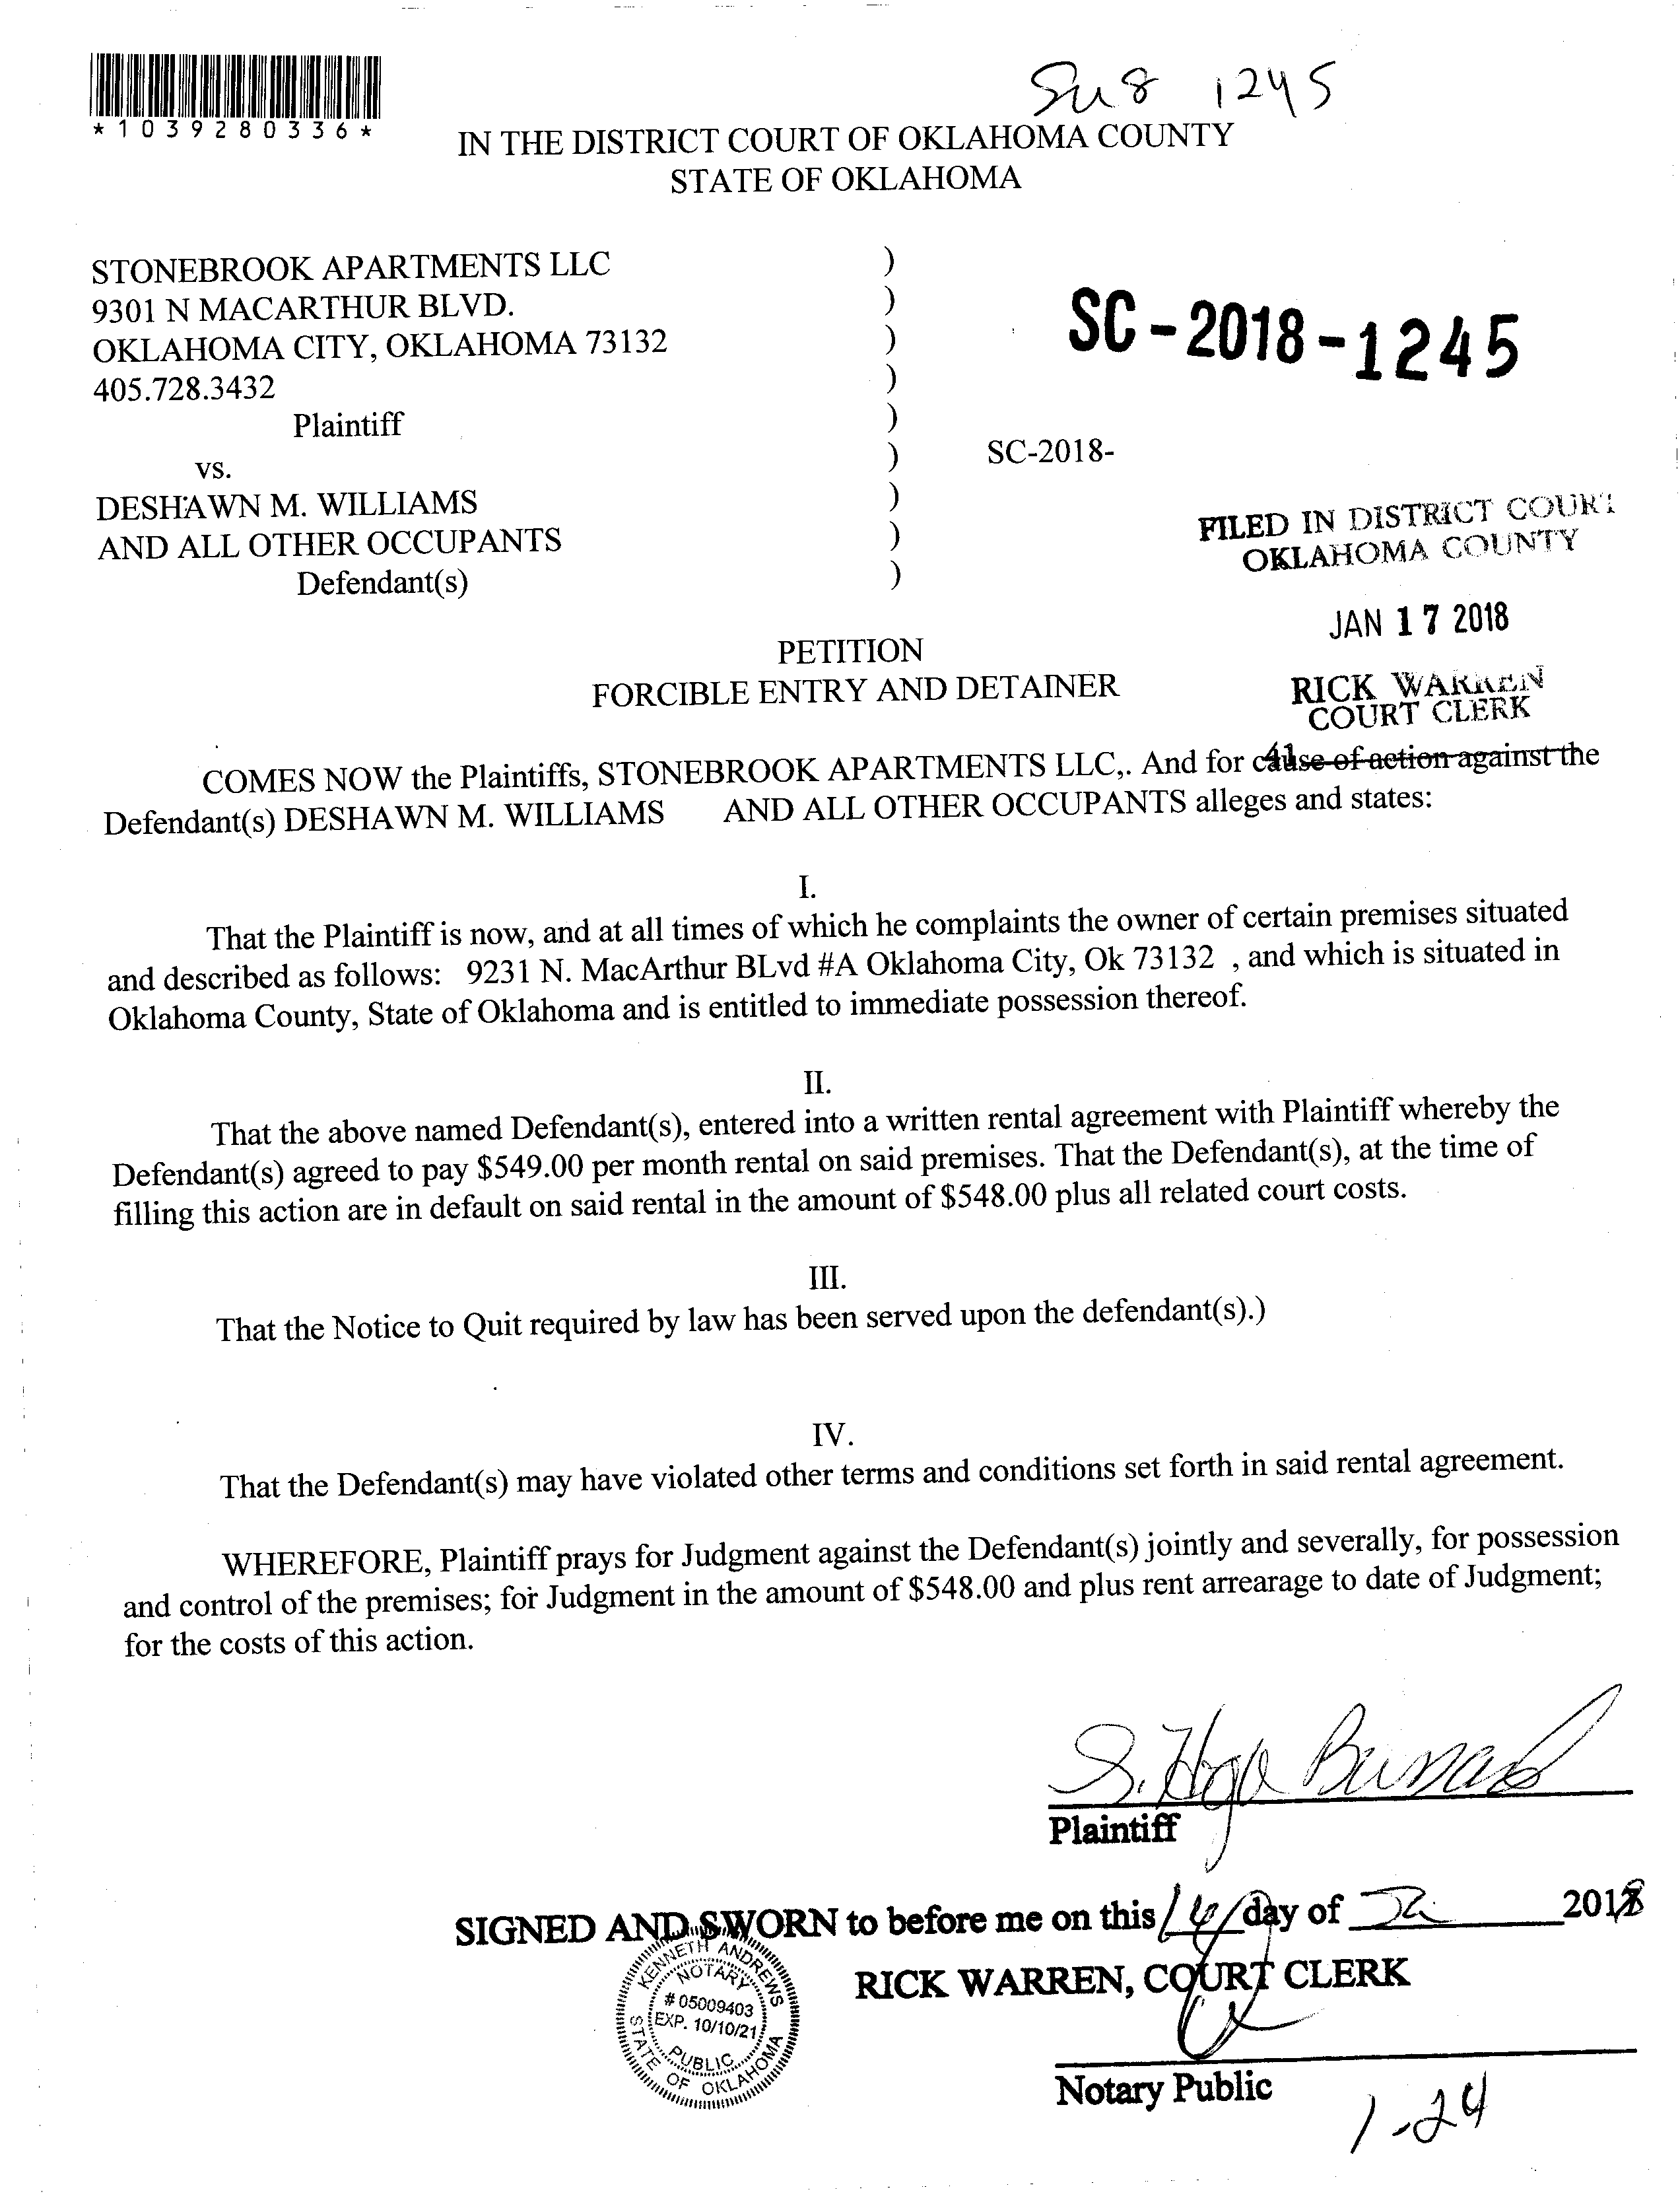 Su8 1245
*1039280336*
IN THE DISTRICT COURT OF OKLAHOMA COUNTY
STATE OF OKLAHOMA
STONEBROOK APARTMENTS LLC )
9301 N MACARTHUR BLVD. )
OKLAHOMA CITY, OKLAHOMA 73132 )
405.728.3432 )
Plaintiff )
SC-2018-1245
vs. ) SC-2018-
DESHAWN M. WILLIAMS )
AND ALL OTHER OCCUPANTS )
Defendant(s) )
FILED IN DISTRICT COURT
OKLAHOMA COUNTY
JAN 17 2018
RICK WARREN
COURT CLERK
41
PETITION
FORCIBLE ENTRY AND DETAINER
COMES NOW the Plaintiffs, STONEBROOK APARTMENTS LLC,. And for cause of action against the
Defendant(s) DESHAWN M. WILLIAMS AND ALL OTHER OCCUPANTS alleges and states:
I.
That the Plaintiff is now, and at all times of which he complaints the owner of certain premises situated
and described as follows: 9231 N. MacArthur BLvd #A Oklahoma City, Ok 73132 , and which is situated in
Oklahoma County, State of Oklahoma and is entitled to immediate possession thereof.
II.
That the above named Defendant(s), entered into a written rental agreement with Plaintiff whereby the
Defendant(s) agreed to pay $549.00 per month rental on said premises. That the Defendant(s), at the time of
filling this action are in default on said rental in the amount of $548.00 plus all related court costs.
III.
That the Notice to Quit required by law has been served upon the defendant(s).)
IV.
That the Defendant(s) may have violated other terms and conditions set forth in said rental agreement.
WHEREFORE, Plaintiff prays for Judgment against the Defendant(s) jointly and severally, for possession
and control of the premises; for Judgment in the amount of $548.00 and plus rent arrearage to date of Judgment;
for the costs of this action.
Plaintiff
SIGNED AND SWORN to before me on this day of Ja 2018
RICK WARREN, COURT CLERK
KENNETH ANDREWS
NOTARY
# 05009403
EXP. 10/10/21
PUBLIC
STATE OF OKLAHOMA
Notary Public
1-24